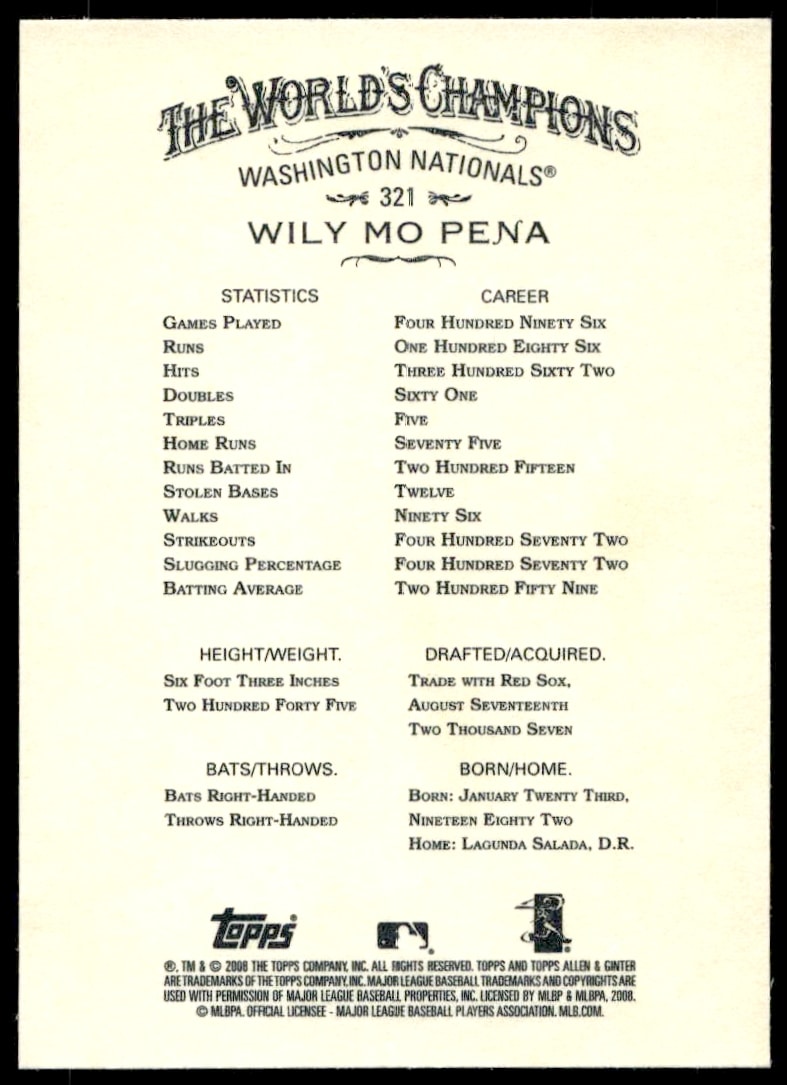 THE WORLD'S CHAMPIONS
WASHINGTON NATIONALS®
321
WILY MO PENA
STATISTICS CAREER
GAMES PLAYED FOUR HUNDRED NINETY SIX
RUNS ONE HUNDRED EIGHTY SIX
HITS THREE HUNDRED SIXTY TWO
DOUBLES SIXTY ONE
TRIPLES FIVE
HOME RUNS SEVENTY FIVE
RUNS BATTED IN TWO HUNDRED FIFTEEN
STOLEN BASES TWELVE
WALKS NINETY SIX
STRIKEOUTS FOUR HUNDRED SEVENTY TWO
SLUGGING PERCENTAGE FOUR HUNDRED SEVENTY TWO
BATTING AVERAGE TWO HUNDRED FIFTY NINE
HEIGHT/WEIGHT.
SIX FOOT THREE INCHES
TWO HUNDRED FORTY FIVE
DRAFTED/ACQUIRED.
TRADE WITH RED SOX,
AUGUST SEVENTEENTH
TWO THOUSAND SEVEN
BATS/THROWS.
BATS RIGHT-HANDED
THROWS RIGHT-HANDED
BORN/HOME.
BORN: JANUARY TWENTY THIRD,
NINETEEN EIGHTY TWO
HOME: LAGUNDA SALADA, D.R.
topps®
®, TM & © 2008 THE TOPPS COMPANY, INC. ALL RIGHTS RESERVED. TOPPS AND TOPPS ALLEN & GINTER
ARE TRADEMARKS OF THE TOPPS COMPANY, INC. MAJOR LEAGUE BASEBALL TRADEMARKS AND COPYRIGHTS ARE
USED WITH PERMISSION OF MAJOR LEAGUE BASEBALL PROPERTIES, INC. LICENSED BY MLBP & MLBPA, 2008.
© MLBPA. OFFICIAL LICENSEE - MAJOR LEAGUE BASEBALL PLAYERS ASSOCIATION. MLB.COM.